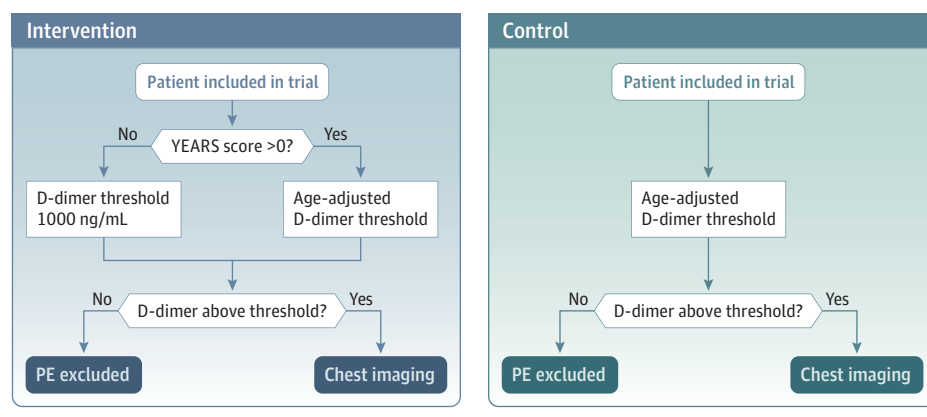 Intervention
Patient included in trial
No
YEARS score >0?
Yes
D-dimer threshold
1000 ng/mL
Age-adjusted
D-dimer threshold
No
D-dimer above threshold?
Yes
PE excluded
Chest imaging
Control
Patient included in trial
Age-adjusted
D-dimer threshold
No
D-dimer above threshold?
Yes
PE excluded
Chest imaging